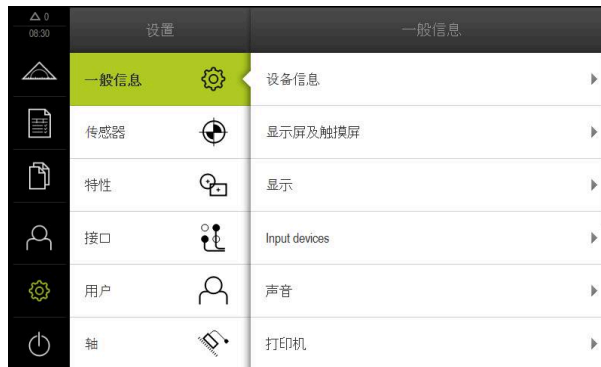 0
08:30
设置
一般信息
一般信息
传感器
特性
接口
用户
轴
设备信息
显示屏及触摸屏
显示
Input devices
声音
打印机